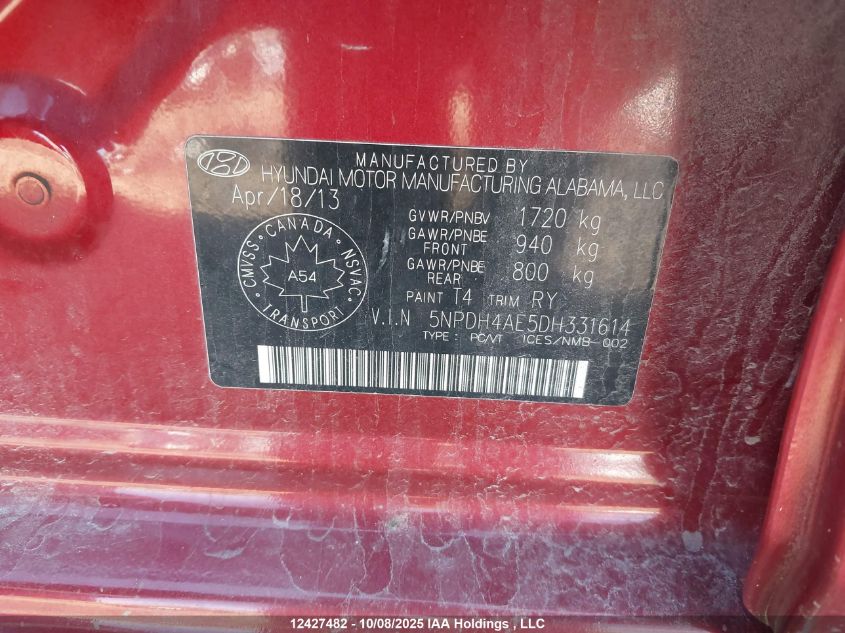 MANUFACTURED BY
HYUNDAI MOTOR MANUFACTURING ALABAMA, LLC
Apr/18/13
GVWR/PNBV 1720 kg
GAWR/PNBE FRONT 940 kg
GAWR/PNBE REAR 800 kg
PAINT T4 TRIM RY
V.I.N 5NPDH4AE5DH331614
TYPE: PC/VT ICES/NMB-002
CANADA
CMVSS NSVAC
A54
TRANSPORT
12427482 - 10/08/2025 IAA Holdings , LLC